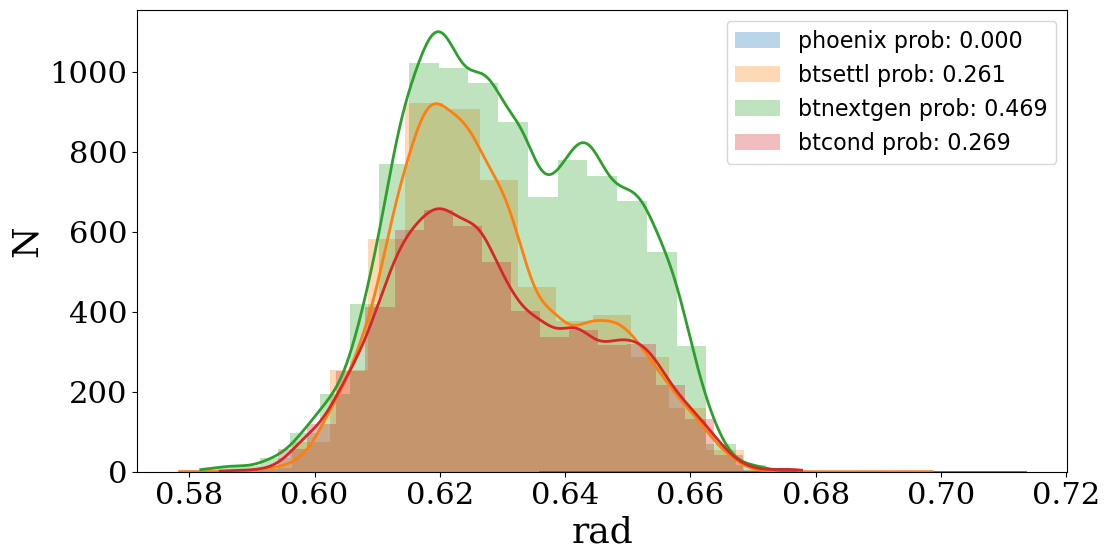 phoenix prob: 0.000
btsettl prob: 0.261
btnextgen prob: 0.469
btcond prob: 0.269
N
1000
800
600
400
200
0
0.58 0.60 0.62 0.64 0.66 0.68 0.70 0.72
rad